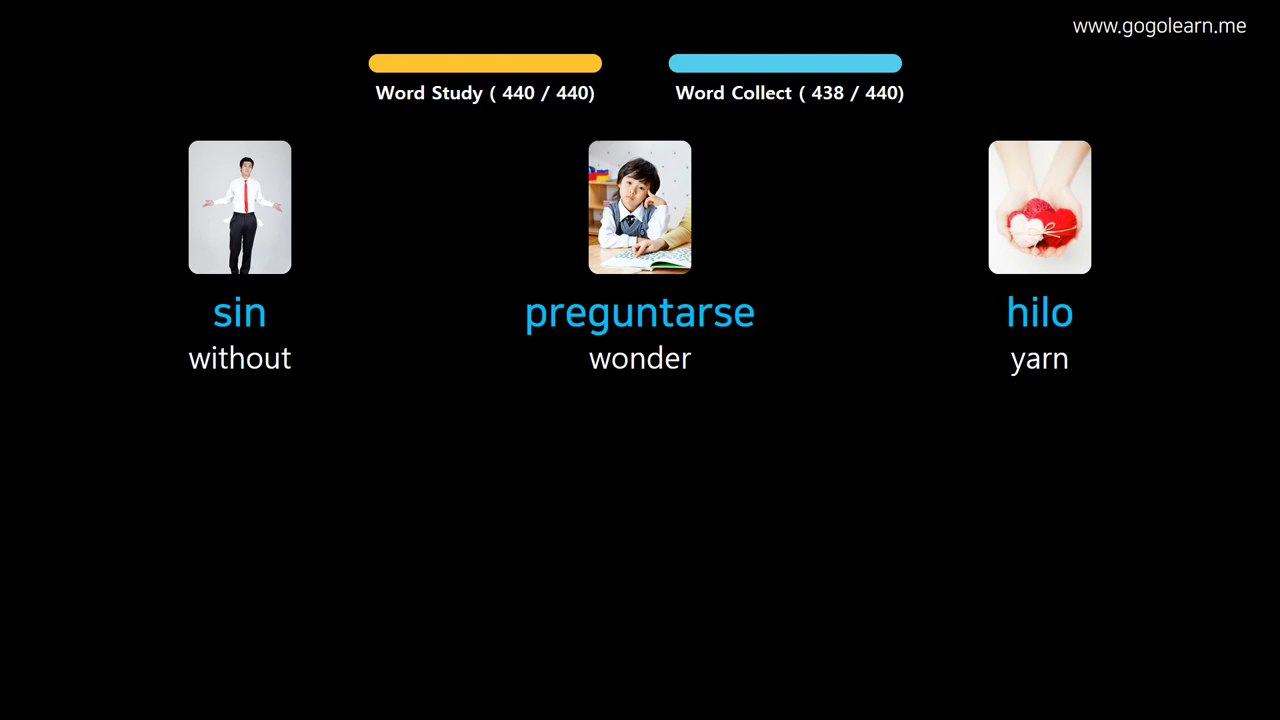 www.gogolearn.me
Word Study ( 440 / 440)
Word Collect ( 438 / 440)
sin
without
preguntarse
wonder
hilo
yarn